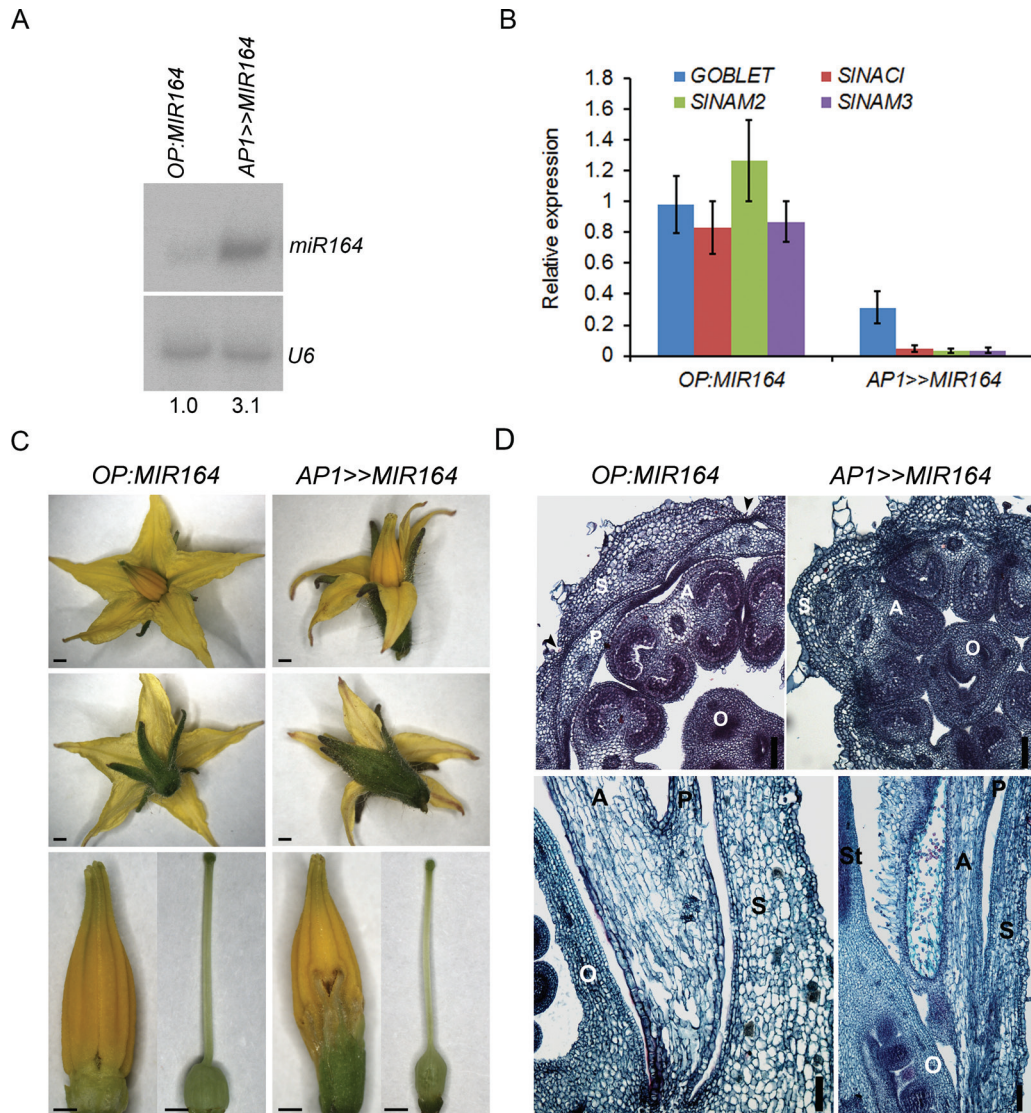 A
OP:MIR164
AP1>>MIR164
miR164
U6
1.0 3.1
B
GOBLET SlNACl
SlNAM2 SlNAM3
Relative expression
1.8
1.6
1.4
1.2
1
0.8
0.6
0.4
0.2
0
OP:MIR164 AP1>>MIR164
C
OP:MIR164 AP1>>MIR164
D
OP:MIR164 AP1>>MIR164
S
P
A
O
S
A
O
A
P
S
O
St
A
P
S
O